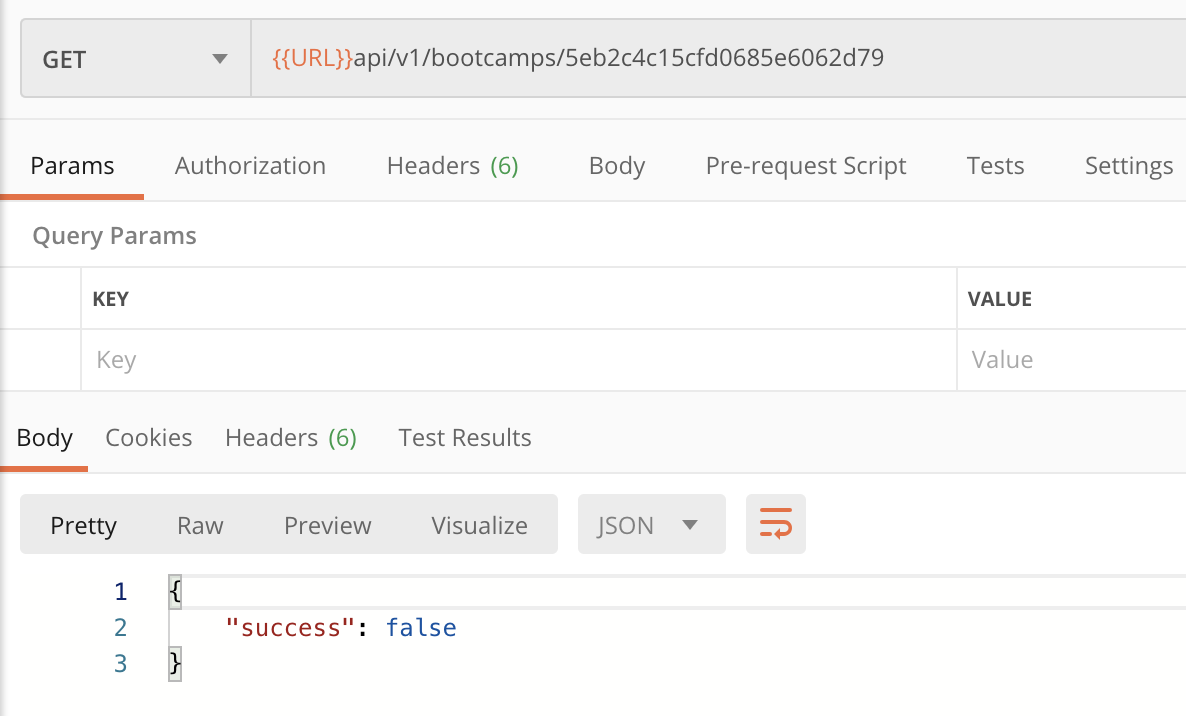 GET {{URL}}api/v1/bootcamps/5eb2c4c15cfd0685e6062d79
Params Authorization Headers (6) Body Pre-request Script Tests Settings
Query Params
KEY VALUE
Key Value
Body Cookies Headers (6) Test Results
Pretty Raw Preview Visualize JSON
1 {
2 "success": false
3 }